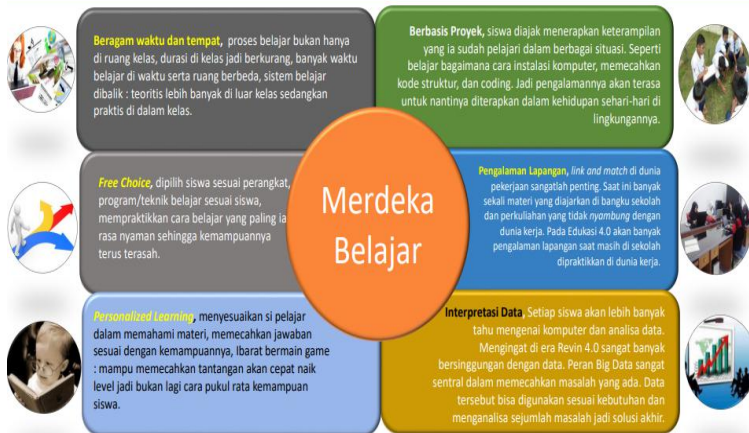 Beragam waktu dan tempat, proses belajar bukan hanya
di ruang kelas, durasi di kelas jadi berkurang, banyak waktu
belajar di waktu serta ruang berbeda, sistem belajar
dibalik : teoritis lebih banyak di luar kelas sedangkan
praktis di dalam kelas.
Berbasis Proyek, siswa diajak menerapkan keterampilan
yang ia sudah pelajari dalam berbagai situasi. Seperti
belajar bagaimana cara instalasi komputer, memecahkan
kode struktur, dan coding. Jadi pengalamannya akan terasa
untuk nantinya diterapkan dalam kehidupan sehari-hari di
lingkungannya.
Free Choice, dipilih siswa sesuai perangkat,
program/teknik belajar sesuai siswa,
mempraktikkan cara belajar yang paling ia
rasa nyaman sehingga kemampuannya
terus terasah.
Merdeka
Belajar
Pengalaman Lapangan, link and match di dunia
pekerjaan sangatlah penting. Saat ini banyak
sekali materi yang diajarkan di bangku sekolah
dan perkuliahan yang tidak nyambung dengan
dunia kerja. Pada Edukasi 4.0 akan banyak
pengalaman lapangan saat masih di sekolah
dipraktikkan di dunia kerja.
Personalized Learning, menyesuaikan si pelajar
dalam memahami materi, memecahkan jawaban
sesuai dengan kemampuannya, Ibarat bermain game
: mampu memecahkan tantangan akan cepat naik
level jadi bukan lagi cara pukul rata kemampuan
siswa.
Interpretasi Data, Setiap siswa akan lebih banyak
tahu mengenai komputer dan analisa data.
Mengingat di era Revin 4.0 sangat banyak
bersinggungan dengan data. Peran Big Data sangat
sentral dalam memecahkan masalah yang ada. Data
tersebut bisa digunakan sesuai kebutuhan dan
menganalisa sejumlah masalah jadi solusi akhir.